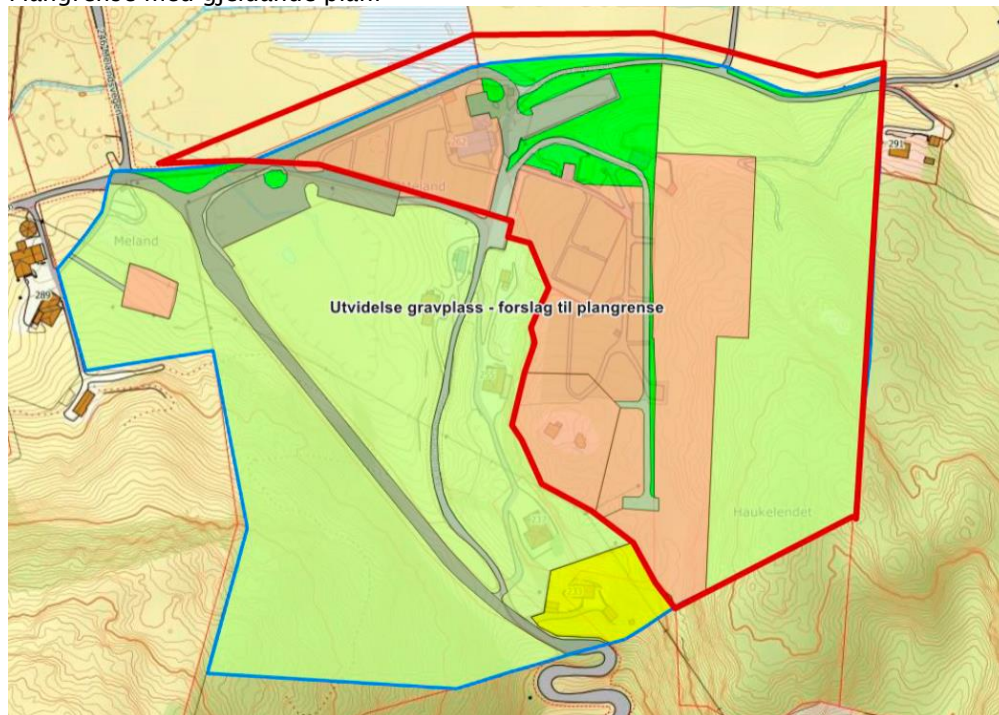 Plangrense med gjeldande plan:
291
Meland
Meland
289
Utvidelse gravplass - forslag til plangrense
Haukelendet